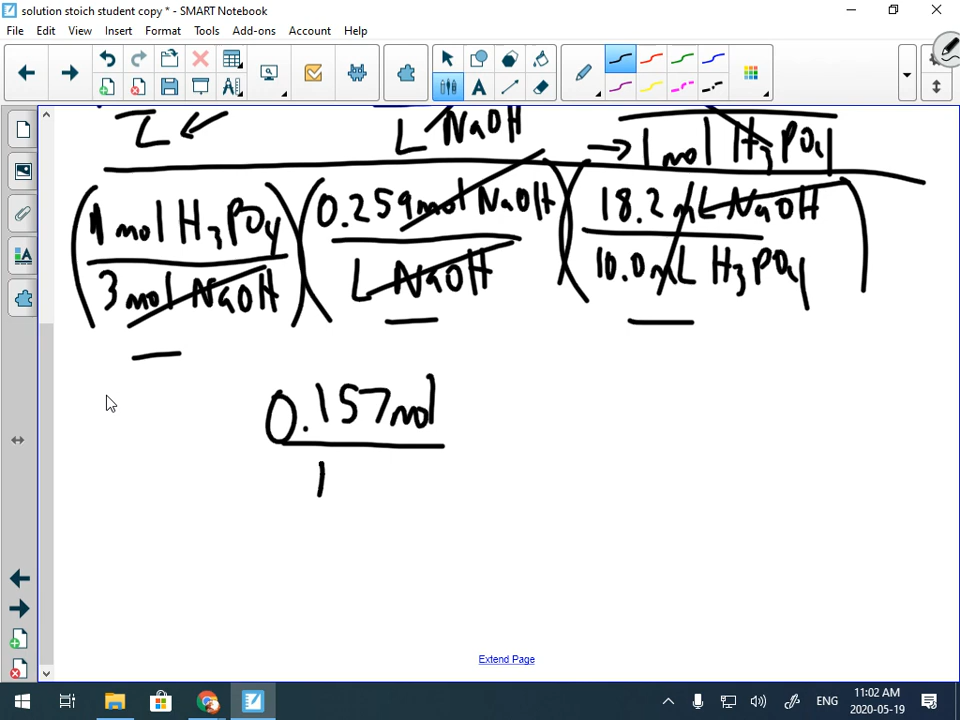 solution stoich student copy * - SMART Notebook
File Edit View Insert Format Tools Add-ons Account Help
L L NaOH → 1 mol H3PO4
1 mol H3PO4 0.259 mol NaOH 18.2 mL NaOH
3 mol NaOH L NaOH 10.0 mL H3PO4
0.157 mol
1
Extend Page
ENG
11:02 AM
2020-05-19